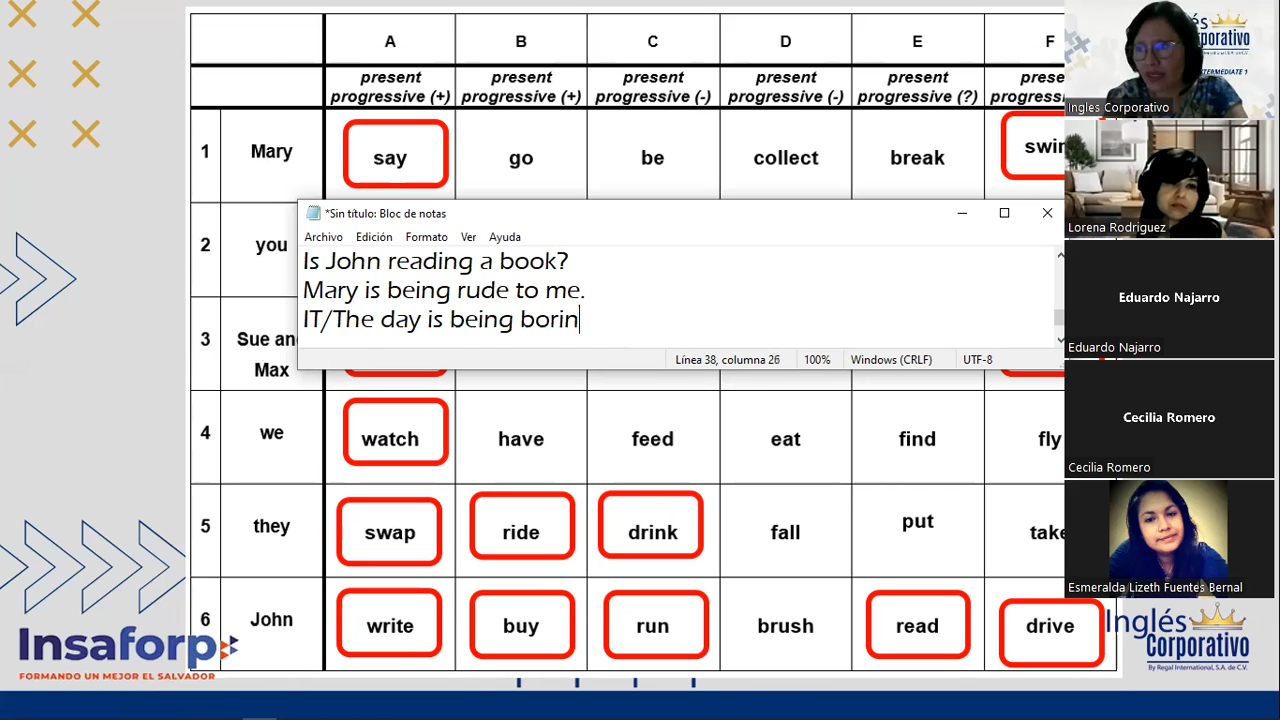 A B C D E F
present progressive (+) present progressive (+) present progressive (-) present progressive (-) present progressive (?)
1 Mary say go be collect break
2 you
*Sin título: Bloc de notas
Archivo Edición Formato Ver Ayuda
Is John reading a book?
Mary is being rude to me.
IT/The day is being borin
Línea 38, columna 26 100% Windows (CRLF) UTF-8
3 Max
4 we watch have feed eat find fly
5 they swap ride drink fall put take
6 John write buy run brush read drive
Insaforp
FORMANDO UN MEJOR EL SALVADOR
Inglés Corporativo
By Regal International, S.A. de C.V.
Ingles Corporativo
Lorena Rodriguez
Eduardo Najarro
Eduardo Najarro
Cecilia Romero
Cecilia Romero
Esmeralda Lizeth Fuentes Bernal